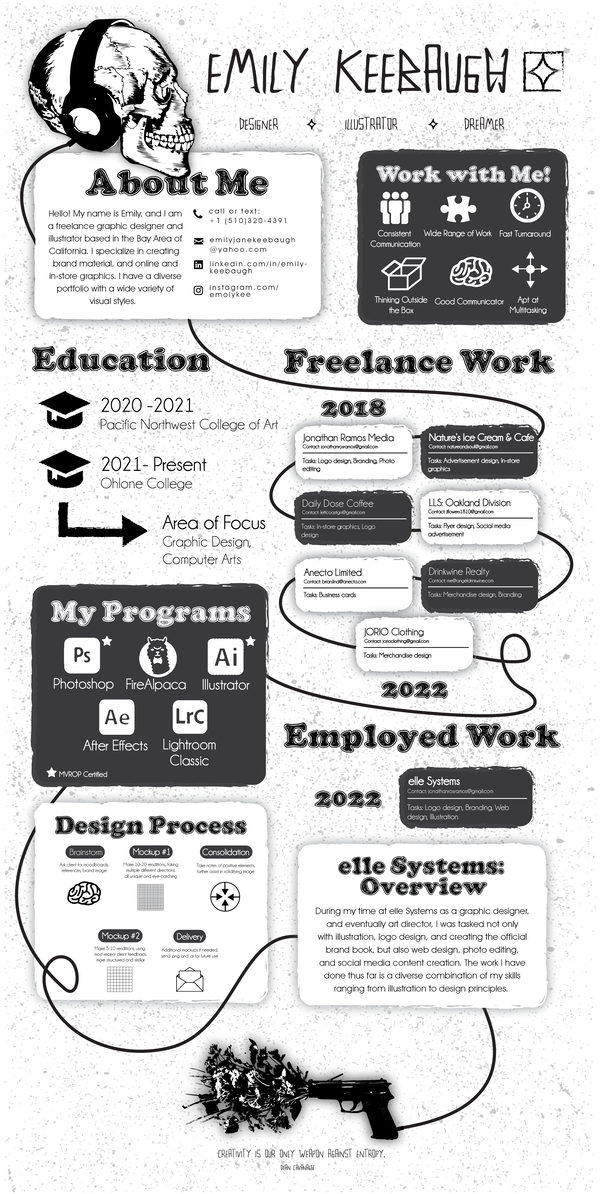 EMILY KEEBAUGH
DESIGNER ILLUSTRATOR DREAMER
About Me
Hello! My name is Emily, and I am
a freelance graphic designer and
illustrator based in the Bay Area of
California. I specialize in creating
brand material, and online and
in-store graphics. I have a diverse
portfolio with a wide variety of
visual styles.
call or text:
+1 (510)320-4391
emilyjanekeebaugh
@yahoo.com
linkedin.com/in/emily-
keebaugh
instagram.com/
emolykee
Work with Me!
Consistent
Communication
Wide Range of Work
Fast Turnaround
Thinking Outside
the Box
Good Communicator
Apt at
Multitasking
Education
2020 -2021
Pacific Northwest College of Art
2021- Present
Ohlone College
Area of Focus
Graphic Design,
Computer Arts
Freelance Work
2018
Jonathan Ramos Media
Contact: jonathanrowanos@gmail.com
Tasks: Logo design, Branding, Photo
editing
Nature's Ice Cream & Cafe
Tasks: Advertisement design, In-store
graphics
Daily Dose Coffee
Contact: leftcoastgn@gmail.com
Tasks: In-store graphics, Logo
design
LLS: Oakland Division
Tasks: Flyer design, Social media
advertisement
Anecto Limited
Tasks: Business cards
Drinkwine Realty
Tasks: Merchandise design, Branding
JORIO Clothing
Contact: jorioclothing@gmail.com
Tasks: Merchandise design
2022
My Programs
Ps
Photoshop
FireAlpaca
Ai
Illustrator
Ae
After Effects
LrC
Lightroom
Classic
MVROP Certified
Employed Work
2022
elle Systems
Tasks: Logo design, Branding, Web
design, Illustration
Design Process
Brainstorm
Ask client for moodboards,
references, brand image
Mockup #1
Make 10-20 renditions, taking
multiple different directions,
all unique and eye-catching
Consolidation
Take notes of positive elements,
further assist in solidifying image
Mockup #2
Make 5-10 renditions, using
most recent client feedback,
more structured and similar
Delivery
Additional mockups if needed,
send .png and .ai for future use
elle Systems:
Overview
During my time at elle Systems as a graphic designer,
and eventually art director, I was tasked not only
with illustration, logo design, and creating the official
brand book, but also web design, photo editing,
and social media content creation. The work I have
done thus far is a diverse combination of my skills
ranging from illustration to design principles.
CREATIVITY IS OUR ONLY WEAPON AGAINST ENTROPY.
DEAN CAVANAGH